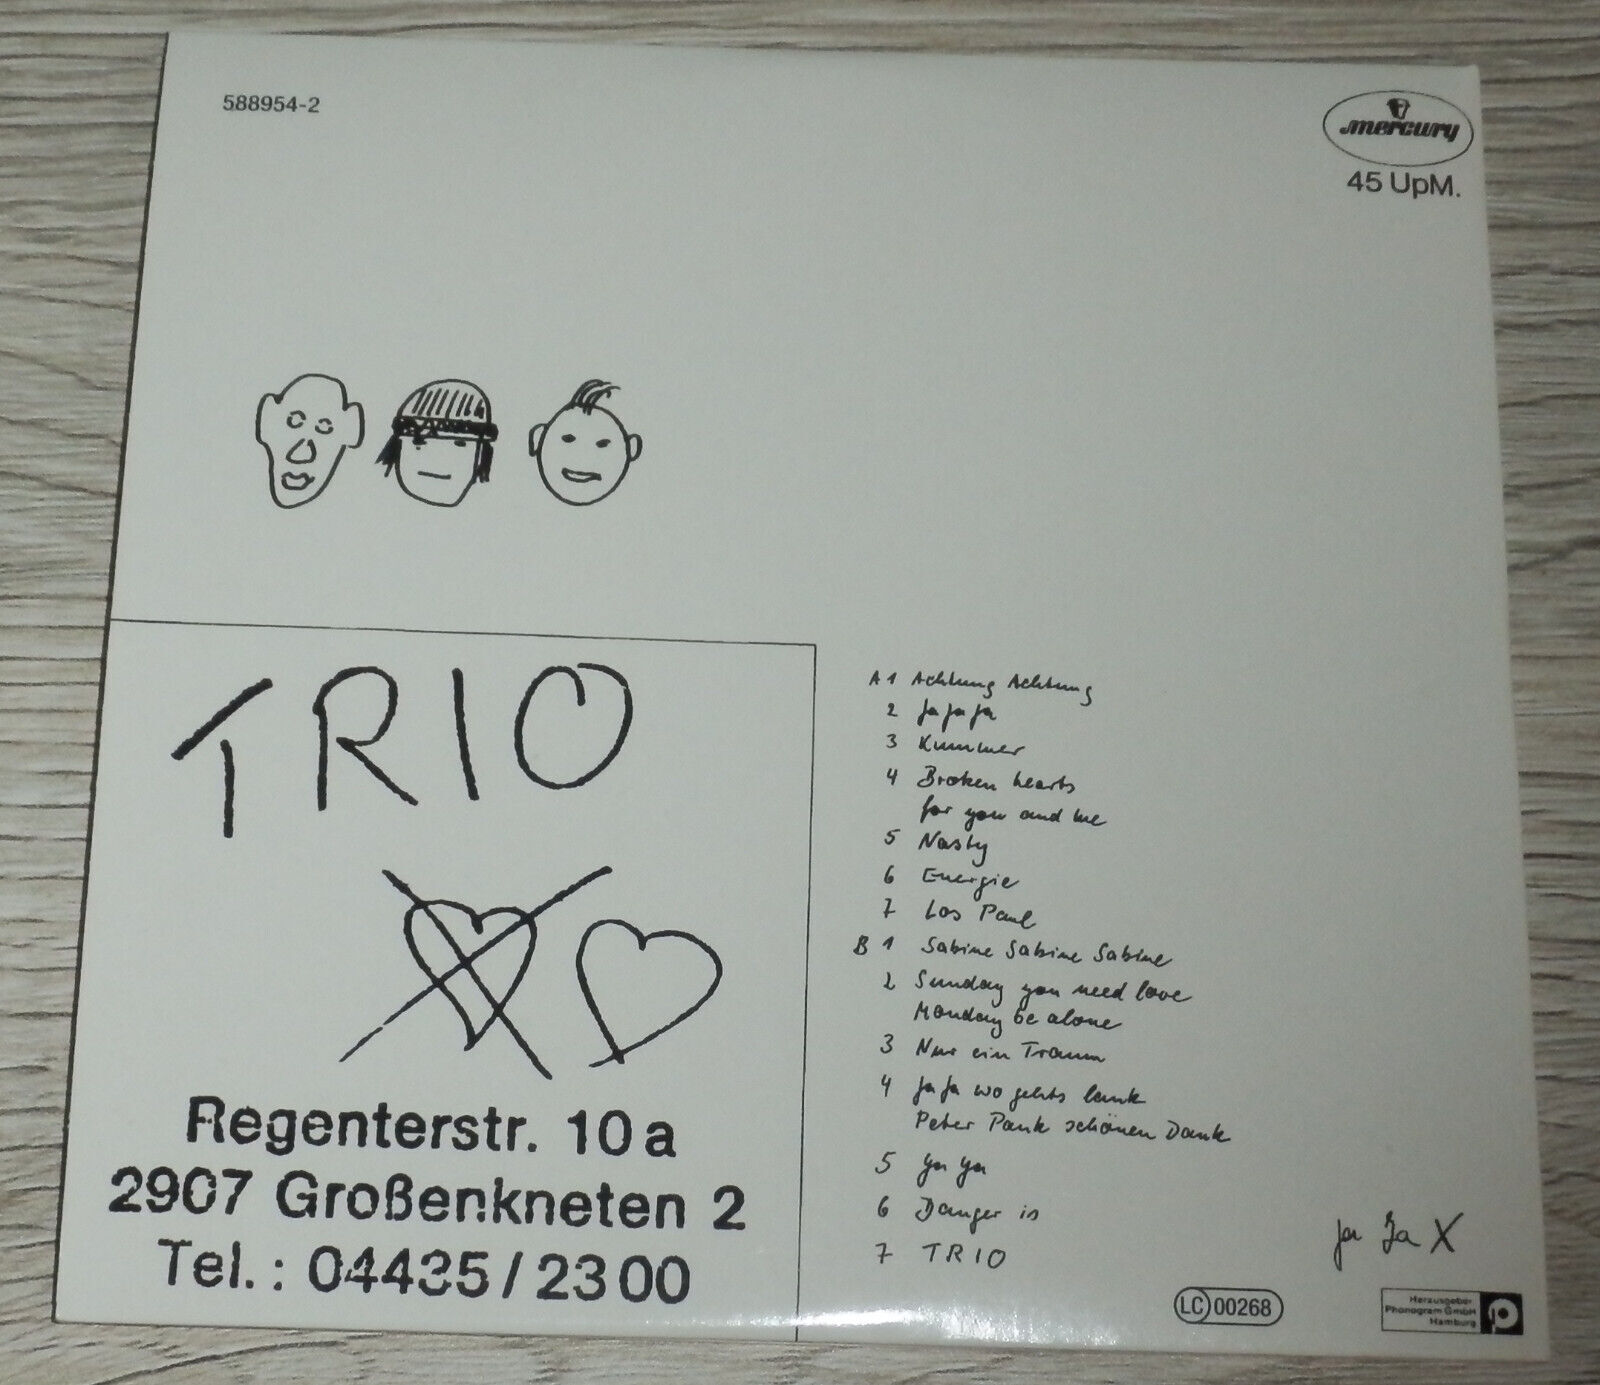 588954-2
mercury
45 UpM.
TRIO
Regenterstr. 10a
2907 Großenkneten 2
Tel.: 04435/2300
A 1 Achtung Achtung
2 Ja Ja Ja
3 Kummer
4 Broken hearts
for you and me
5 Nasty
6 Energie
7 Los Paul
B 1 Sabine Sabine Sabine
2 Sunday you need love
Monday be alone
3 Nur ein Traum
4 Ja Ja wo gehts lank
Peter Pank schönen Dank
5 Ya Ya
6 Danger is
7 TRIO
Ja Ja X
LC 00268
Herausgeber
Phonogram GmbH
Hamburg